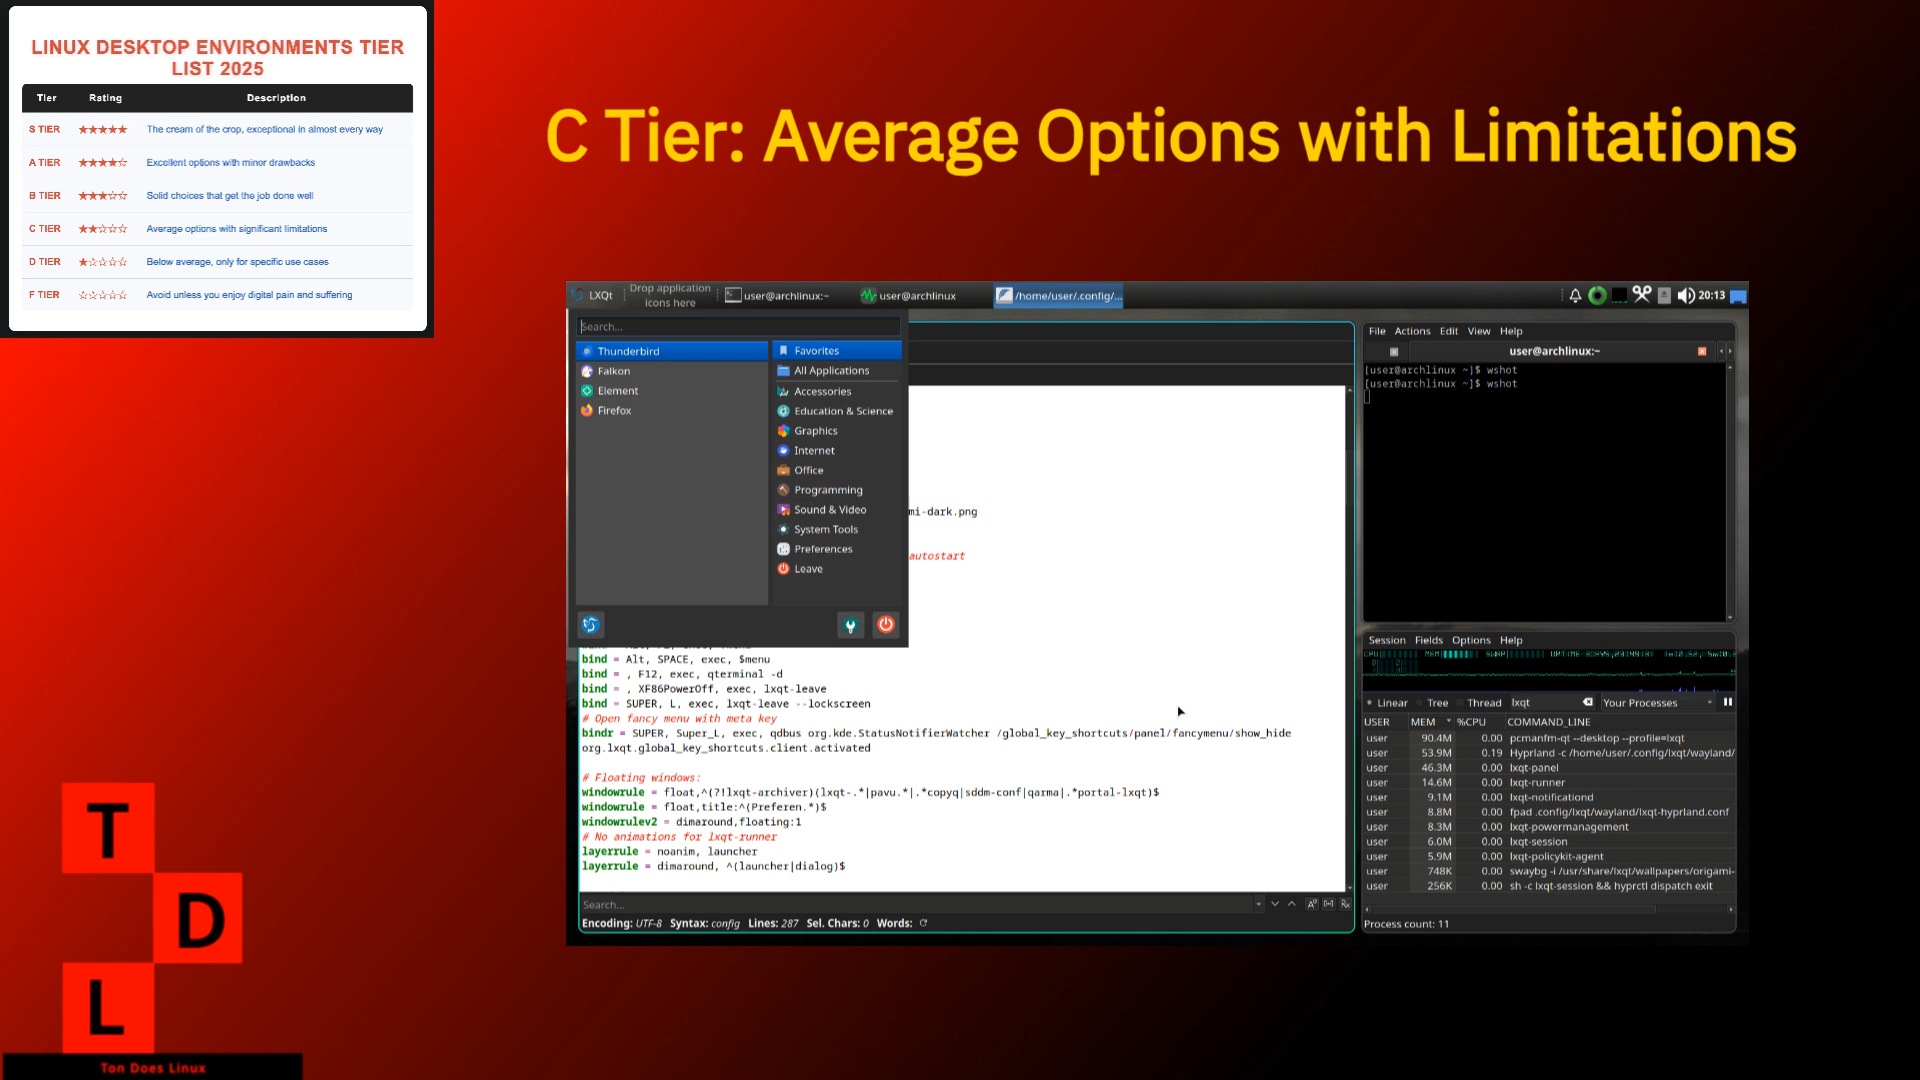 LINUX DESKTOP ENVIRONMENTS TIER
LIST 2025
Tier Rating Description
S TIER ★★★★★ The cream of the crop, exceptional in almost every way
A TIER ★★★★☆ Excellent options with minor drawbacks
B TIER ★★★☆☆ Solid choices that get the job done well
C TIER ★★☆☆☆ Average options with significant limitations
D TIER ★☆☆☆☆ Below average, only for specific use cases
F TIER ☆☆☆☆☆ Avoid unless you enjoy digital pain and suffering
C Tier: Average Options with Limitations
LXQt
Drop application
icons here
user@archlinux:~
user@archlinux
/home/user/.config/...
20:13
Search...
Thunderbird
Falkon
Element
Firefox
Favorites
All Applications
Accessories
Education & Science
Graphics
Internet
Office
Programming
Sound & Video
System Tools
Preferences
Leave
mi-dark.png
autostart
bind = Alt, SPACE, exec, $menu
bind = , F12, exec, qterminal -d
bind = , XF86PowerOff, exec, lxqt-leave
bind = SUPER, L, exec, lxqt-leave --lockscreen
# Open fancy menu with meta key
bindr = SUPER, Super_L, exec, qdbus org.kde.StatusNotifierWatcher /global_key_shortcuts/panel/fancymenu/show_hide
org.lxqt.global_key_shortcuts.client.activated
# Floating windows:
windowrule = float,^(?!lxqt-archiver)(lxqt-.*|pavu.*|.*copyq|sddm-conf|qarma|.*portal-lxqt)$
windowrule = float,title:^(Preferen.*)$
windowrulev2 = dimaround,floating:1
# No animations for lxqt-runner
layerrule = noanim, launcher
layerrule = dimaround, ^(launcher|dialog)$
Search...
Encoding: UTF-8 Syntax: config Lines: 287 Sel. Chars: 0 Words:
File Actions Edit View Help
user@archlinux:~
[user@archlinux ~]$ wshot
[user@archlinux ~]$ wshot
Session Fields Options Help
Linear Tree Thread lxqt Your Processes
USER MEM %CPU COMMAND_LINE
user 90.4M 0.00 pcmanfm-qt --desktop --profile=lxqt
user 53.9M 0.19 Hyprland -c /home/user/.config/lxqt/wayland/
user 46.3M 0.00 lxqt-panel
user 14.6M 0.00 lxqt-runner
user 9.1M 0.00 lxqt-notificationd
user 8.8M 0.00 fpad .config/lxqt/wayland/lxqt-hyprland.conf
user 8.3M 0.00 lxqt-powermanagement
user 6.0M 0.00 lxqt-session
user 5.9M 0.00 lxqt-policykit-agent
user 748K 0.00 swaybg -i /usr/share/lxqt/wallpapers/origami-
user 256K 0.00 sh -c lxqt-session && hyprctl dispatch exit
Process count: 11
T
D
L
Ton Does Linux